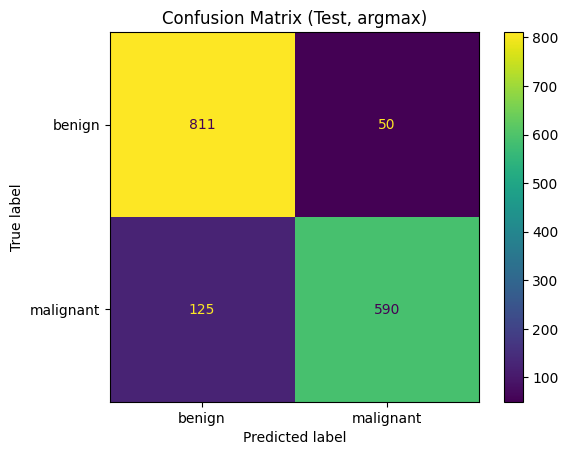 Confusion Matrix (Test, argmax)
True label
benign
811
50
malignant
125
590
benign
malignant
Predicted label
800
700
600
500
400
300
200
100